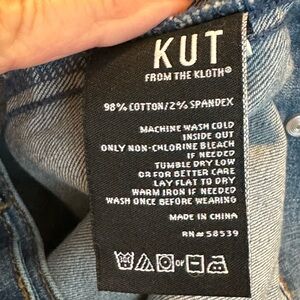 KUT
FROM THE KLOTH®
98% COTTON/2% SPANDEX
MACHINE WASH COLD
INSIDE OUT
ONLY NON-CHLORINE BLEACH
IF NEEDED
TUMBLE DRY LOW
OR FOR BETTER CARE
LAY FLAT TO DRY
WARM IRON IF NEEDED
WASH ONCE BEFORE WEARING
MADE IN CHINA
RN# 58539
OR